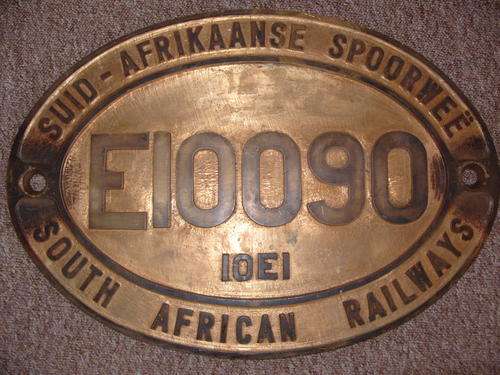 SUID-AFRIKAANSE SPOORWEË
E10090
10E1
SOUTH AFRICAN RAILWAYS